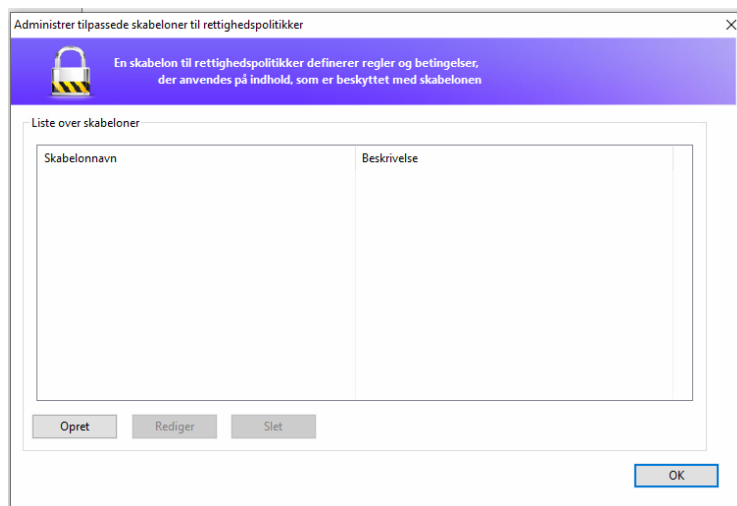 Administrer tilpassede skabeloner til rettighedspolitikker
En skabelon til rettighedspolitikker definerer regler og betingelser,
der anvendes på indhold, som er beskyttet med skabelonen
Liste over skabeloner
Skabelonnavn Beskrivelse
Opret Rediger Slet
OK